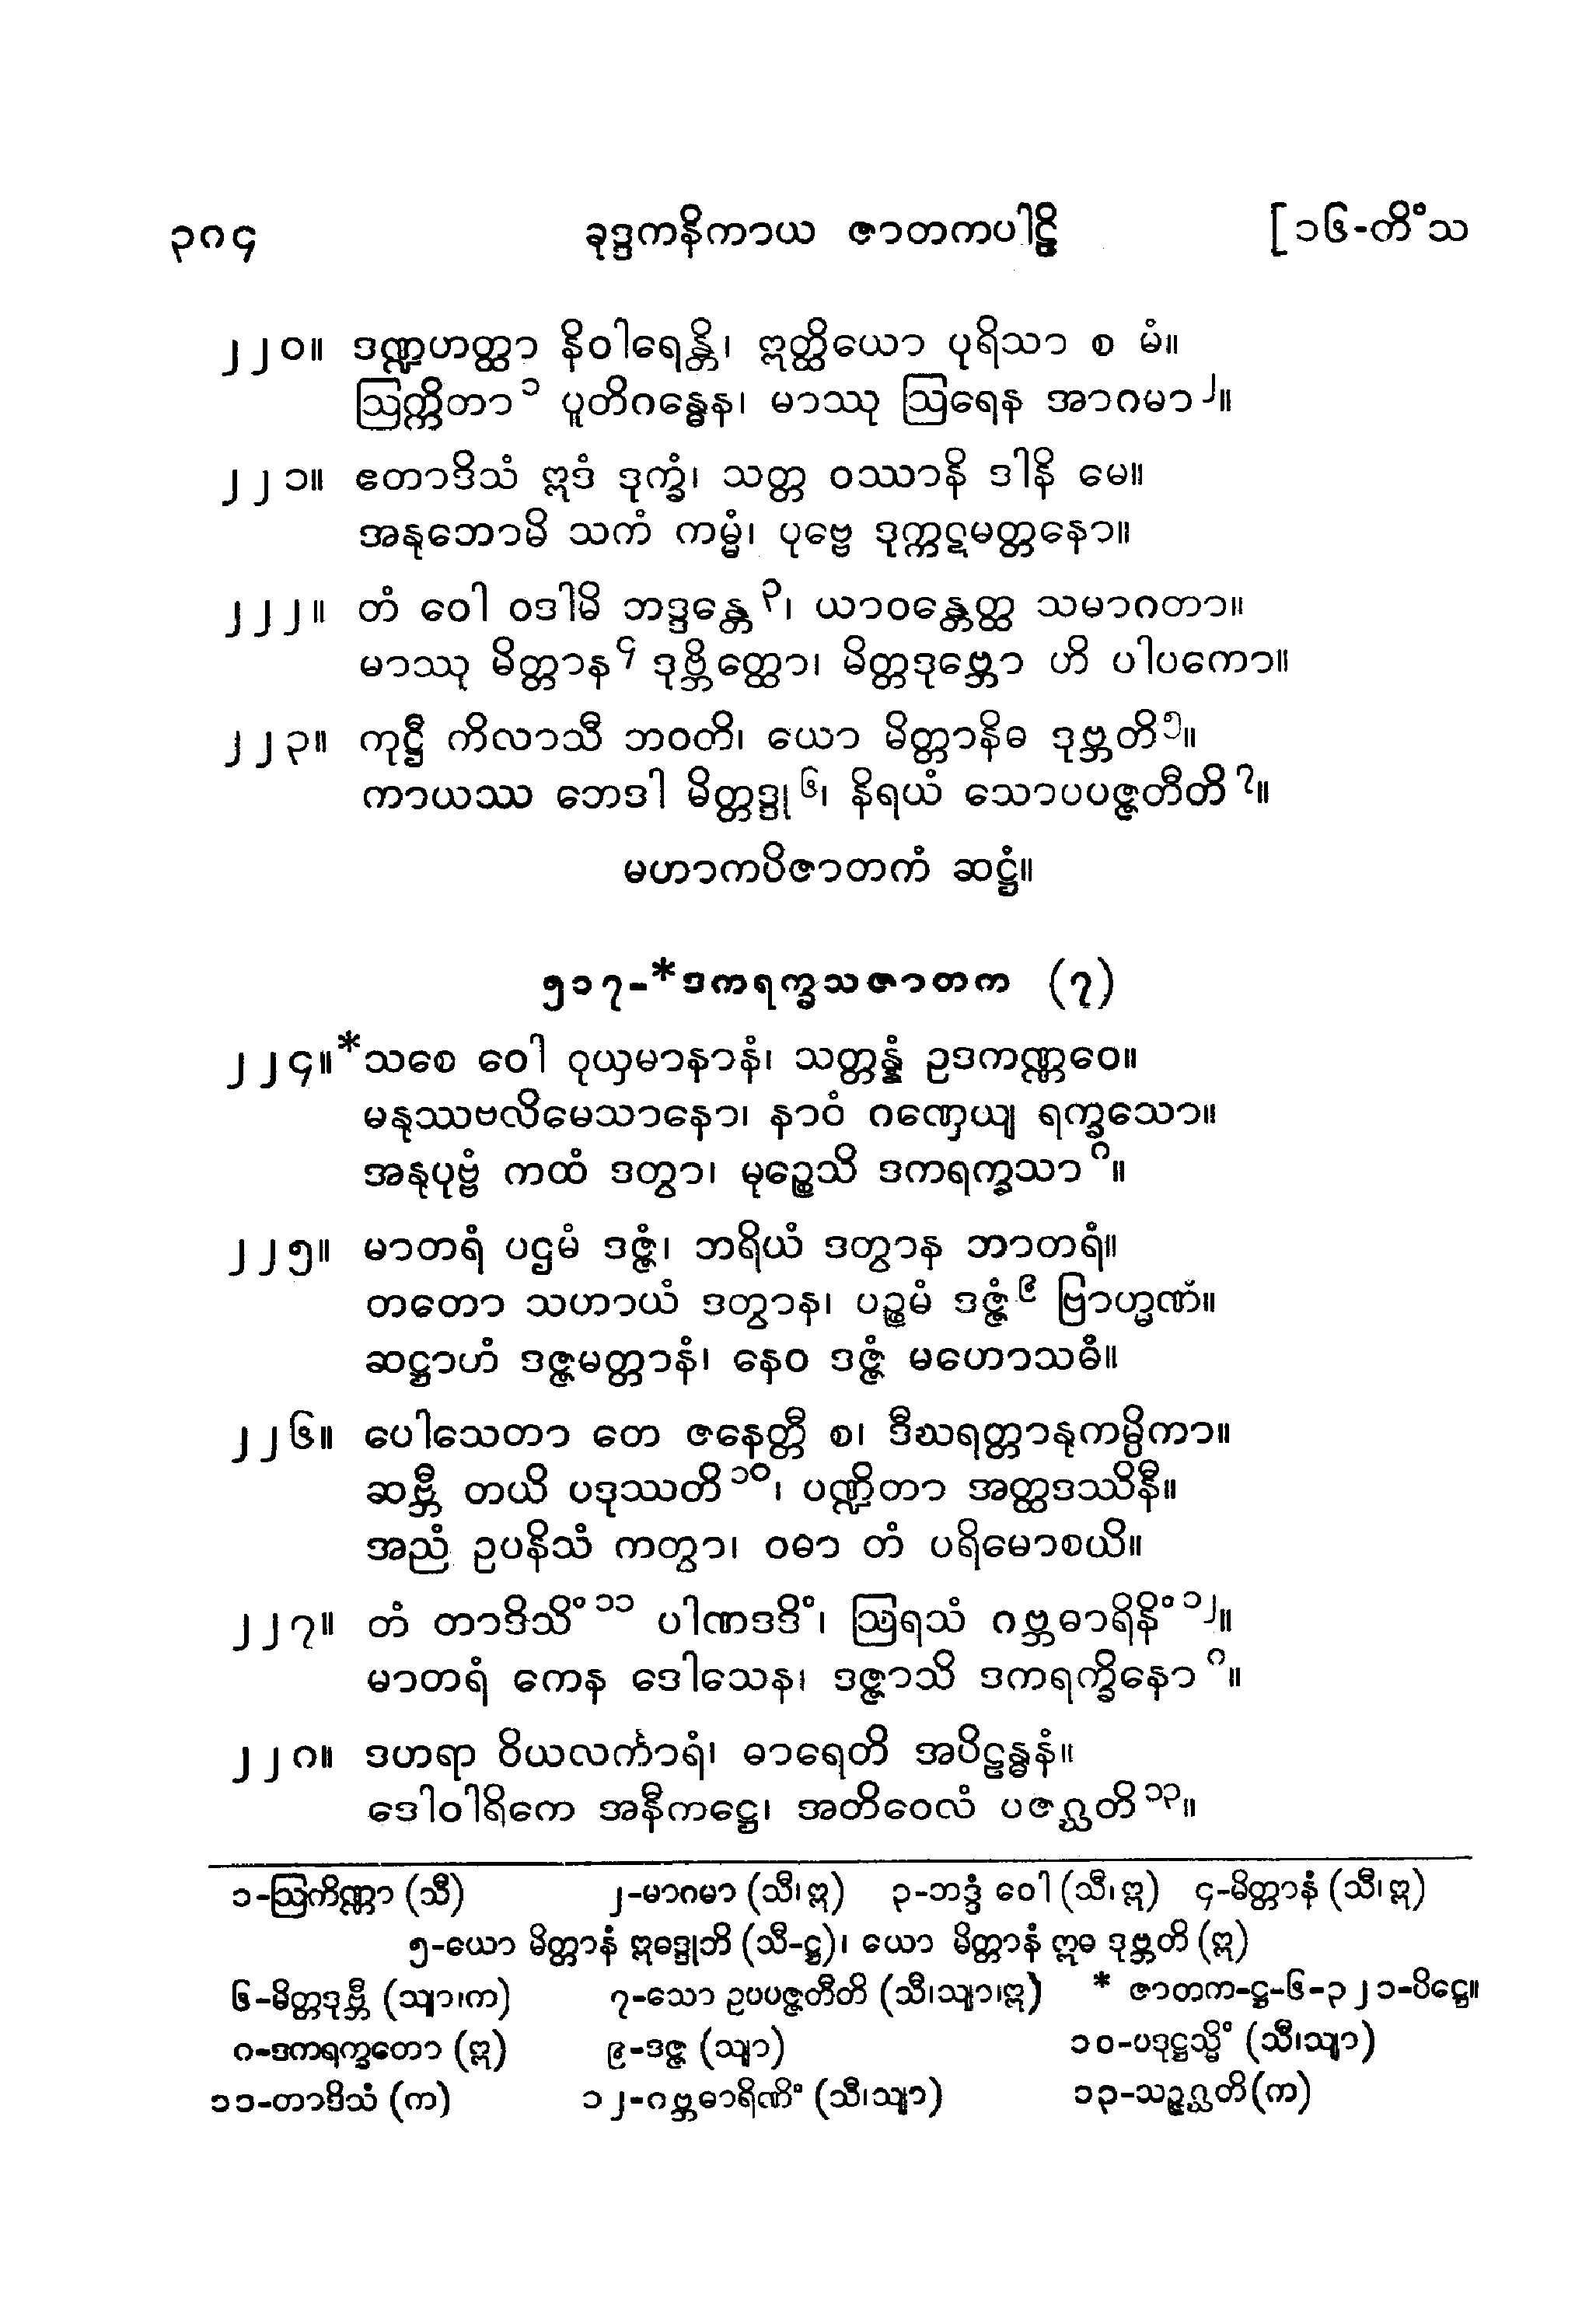 ၃၈၄ ခုဒ္ဒကနိကာယ ဇာတကပါဠိ [ ၁၆-တိံသ
၂၂၀။ ဒဏ္ဍဟတ္ထာ နိဝါရေန္တိ၊ ဣတ္ထိယော ပုရိသာ စ မံ။
ဩက္ကိတာ ၁ ပူတိဂန္ဓေန၊ မာဿု ဩရေန အာဂမာ ၂။
၂၂၁။ ဧတာဒိသံ ဣဒံ ဒုက္ခံ၊ သတ္တ ဝဿာနိ ဒါနိ မေ။
အနုဘောမိ သကံ ကမ္မံ၊ ပုဗ္ဗေ ဒုက္ကဋမတ္တနော။
၂၂၂။ တံ ဝေါ ဝဒါမိ ဘဒ္ဒန္တေ ၃၊ ယာဝန္တေတ္ထ သမာဂတာ။
မာဿု မိတ္တာန ၄ ဒုဗ္ဘိတ္ထော၊ မိတ္တဒုဗ္ဘော ဟိ ပါပကော။
၂၂၃။ ကုဋ္ဌီ ကိလာသီ ဘဝတိ၊ ယော မိတ္တာနိဓ ဒုဗ္ဘတိ ၅။
ကာယဿ ဘေဒါ မိတ္တဒ္ဒု ၆၊ နိရယံ သောပပဇ္ဇတီတိ ၇။
မဟာကပိဇာတကံ ဆဋ္ဌံ။
၅၁၇-*ဒကရက္ခသဇာတက (၇)
၂၂၄။ *သစေ ဝေါ ဝုယှမာနာနံ၊ သတ္တန္နံ ဥဒကဏ္ဏဝေ။
မနုဿဗလိမေသာနော၊ နာဝံ ဂဏှေယျ ရက္ခသော။
အနုပုဗ္ဗံ ကထံ ဒတွာ၊ မုဉ္စေသိ ဒကရက္ခသာ ၈။
၂၂၅။ မာတရံ ပဌမံ ဒဇ္ဇံ၊ ဘရိယံ ဒတွာန ဘာတရံ။
တတော သဟာယံ ဒတွာန၊ ပဉ္စမံ ဒဇ္ဇံ ၉ ဗြာဟ္မဏံ။
ဆဋ္ဌာဟံ ဒဇ္ဇမတ္တာနံ၊ နေဝ ဒဇ္ဇံ မဟောသဓံ။
၂၂၆။ ပေါသေတာ တေ ဇနေတ္တီ စ၊ ဒီဃရတ္တာနုကမ္ပိကာ။
ဆဗ္ဘီ တယိ ပဒုဿတိ ၁၀၊ ပဏ္ဍိတာ အတ္ထဒဿိနီ။
အညံ ဥပနိသံ ကတွာ၊ ဝဓာ တံ ပရိမောစယိ။
၂၂၇။ တံ တာဒိသိံ ၁၁ ပါဏဒဒိံ၊ ဩရသံ ဂဗ္ဘဓာရိနိံ ၁၂။
မာတရံ ကေန ဒေါသေန၊ ဒဇ္ဇာသိ ဒကရက္ခိနော ၈။
၂၂၈။ ဒဟရာ ဝိယလင်္ကာရံ၊ ဓာရေတိ အပိဠန္ဓနံ။
ဒေါဝါရိကေ အနီကဋ္ဌေ၊ အတိဝေလံ ပဇဂ္ဃတိ ၁၃။
၁-ဩကိဏ္ဏာ (သီ) ၂-မာဂမာ (သီ၊ဣ) ၃-ဘဒ္ဒံ ဝေါ (သီ၊ဣ) ၄-မိတ္တာနံ (သီ၊ဣ)
၅-ယော မိတ္တာနံ ဣဓဒ္ဒုဘိ (သီ-ဋ္ဌ)၊ ယော မိတ္တာနံ ဣဓ ဒုဗ္ဘတိ (ဣ)
၆-မိတ္တဒုဗ္ဘီ (သျာ၊က) ၇-သော ဥပပဇ္ဇတီတိ (သီ၊သျာ၊ဣ) * ဇာတက-ဋ္ဌ-၆-၃၂၁-ပိဋ္ဌေ။
၈-ဒကရက္ခတော (ဣ) ၉-ဒဇ္ဇ (သျာ) ၁၀-ပဒုဋ္ဌသ္မိံ (သီ၊သျာ)
၁၁-တာဒိသံ (က) ၁၂-ဂဗ္ဘဓာရိဏိံ (သီ၊သျာ) ၁၃-သဉ္ဇဂ္ဃတိ (က)